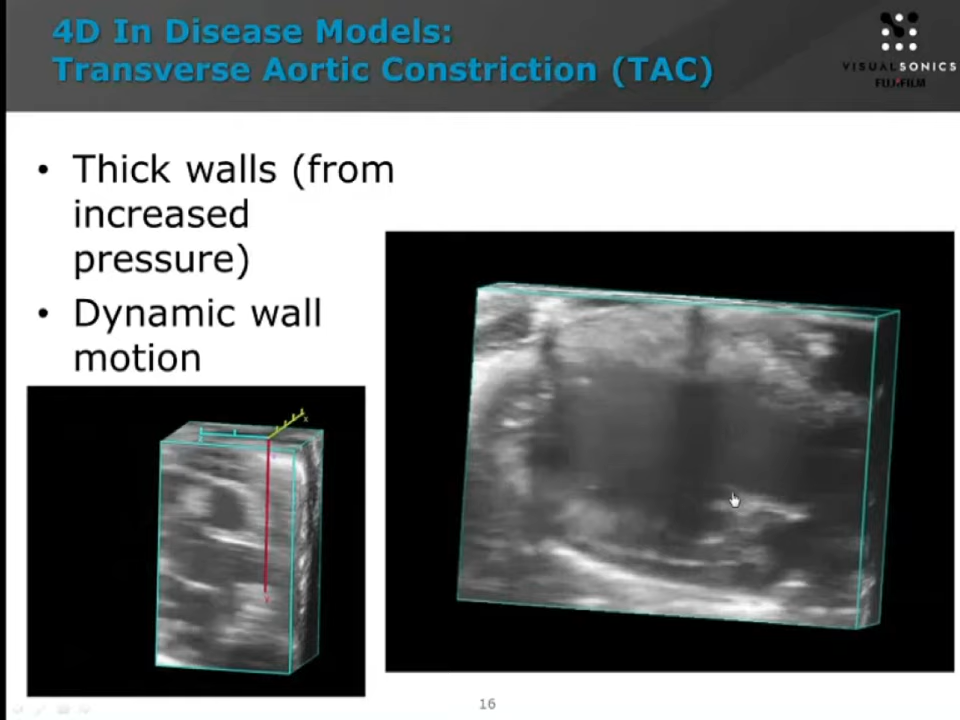 4D In Disease Models:
Transverse Aortic Constriction (TAC)
VISUALSONICS
FUJIFILM
• Thick walls (from
increased
pressure)
• Dynamic wall
motion
16